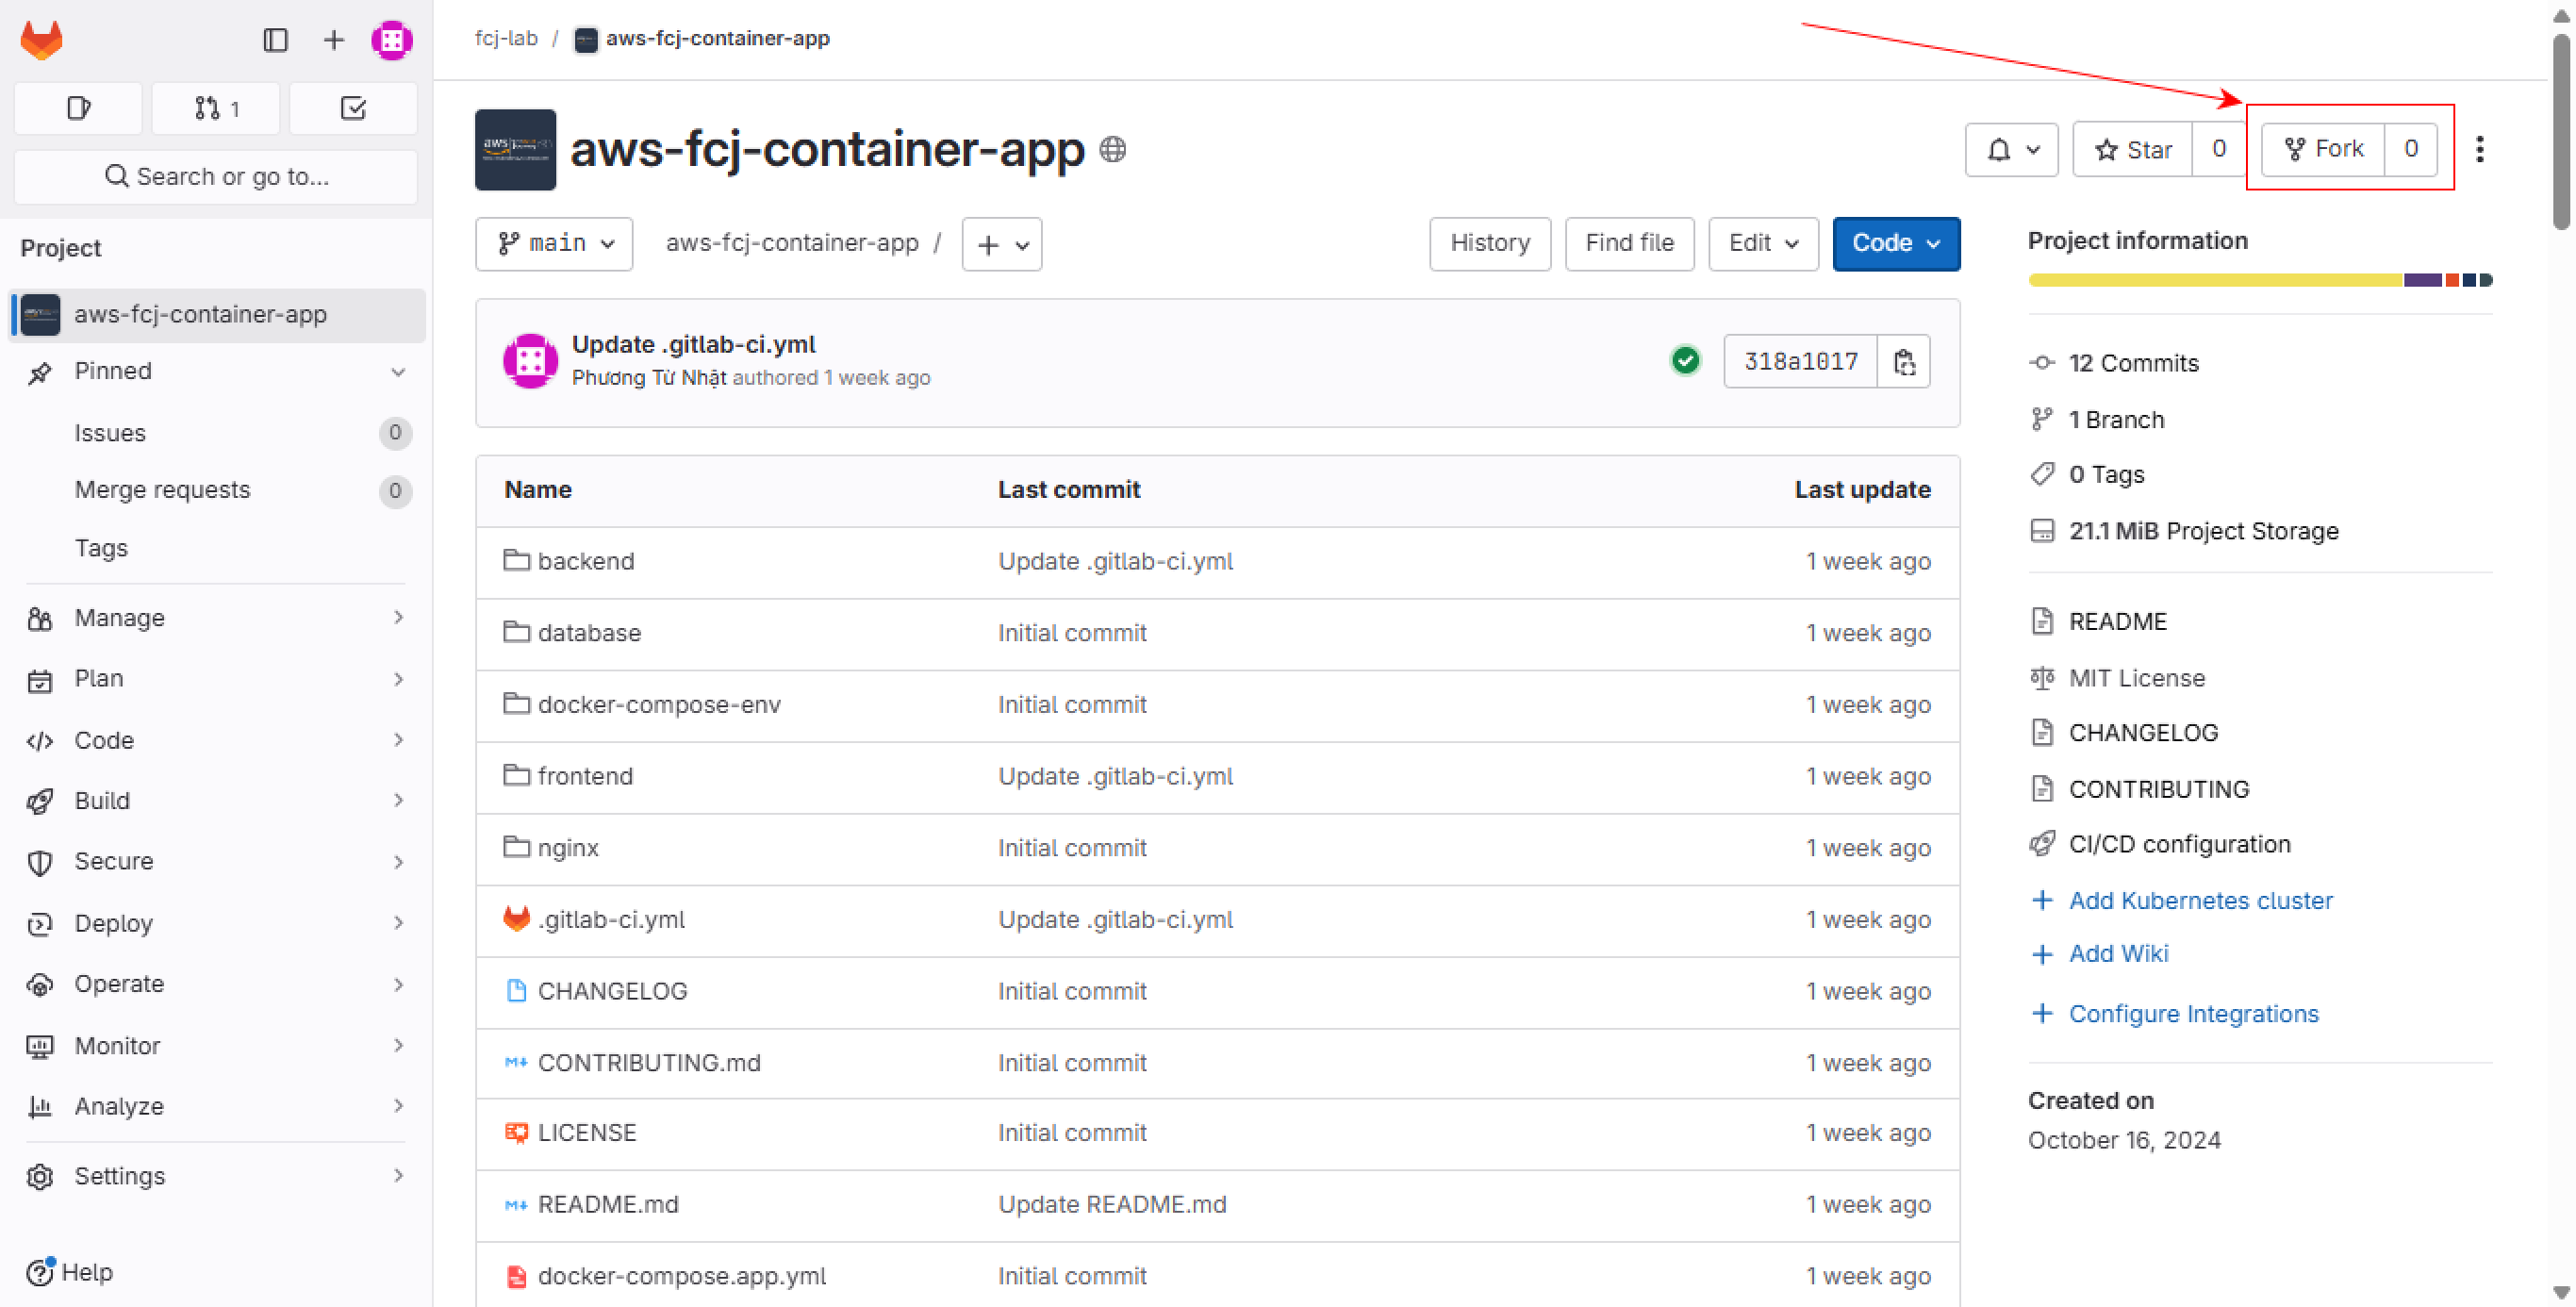 1
Search or go to...
Project
aws-fcj-container-app
Pinned
Issues 0
Merge requests 0
Tags
Manage
Plan
Code
Build
Secure
Deploy
Operate
Monitor
Analyze
Settings
Help
fcj-lab / aws-fcj-container-app
aws-fcj-container-app
Star 0
Fork 0
main
aws-fcj-container-app /
History
Find file
Edit
Code
Update .gitlab-ci.yml
Phương Từ Nhật authored 1 week ago
318a1017
Name Last commit Last update
backend Update .gitlab-ci.yml 1 week ago
database Initial commit 1 week ago
docker-compose-env Initial commit 1 week ago
frontend Update .gitlab-ci.yml 1 week ago
nginx Initial commit 1 week ago
.gitlab-ci.yml Update .gitlab-ci.yml 1 week ago
CHANGELOG Initial commit 1 week ago
CONTRIBUTING.md Initial commit 1 week ago
LICENSE Initial commit 1 week ago
README.md Update README.md 1 week ago
docker-compose.app.yml Initial commit 1 week ago
Project information
12 Commits
1 Branch
0 Tags
21.1 MiB Project Storage
README
MIT License
CHANGELOG
CONTRIBUTING
CI/CD configuration
Add Kubernetes cluster
Add Wiki
Configure Integrations
Created on
October 16, 2024